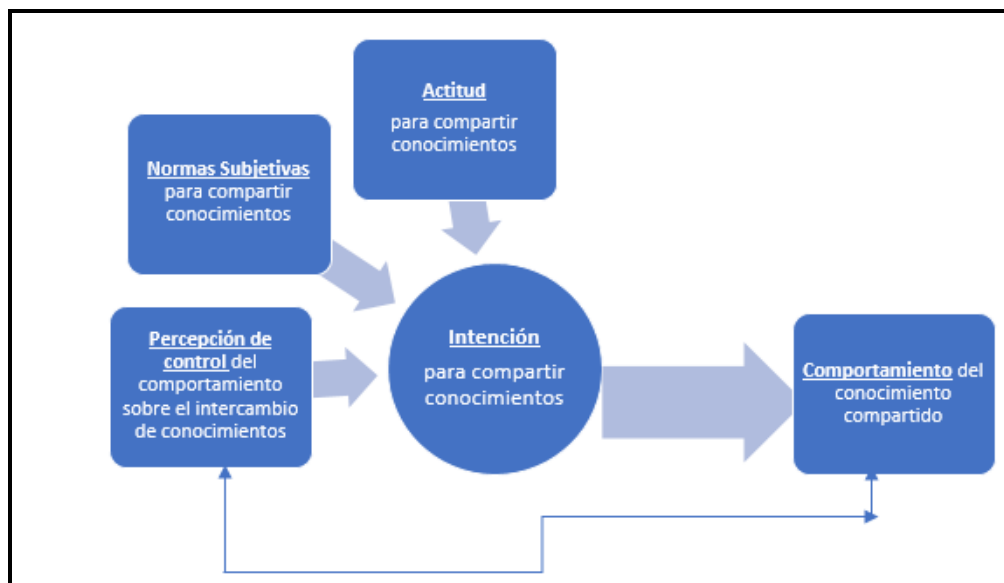 Actitud
para compartir
conocimientos
Normas Subjetivas
para compartir
conocimientos
Percepción de
control del
comportamiento
sobre el intercambio
de conocimientos
Intención
para compartir
conocimientos
Comportamiento del
conocimiento
compartido